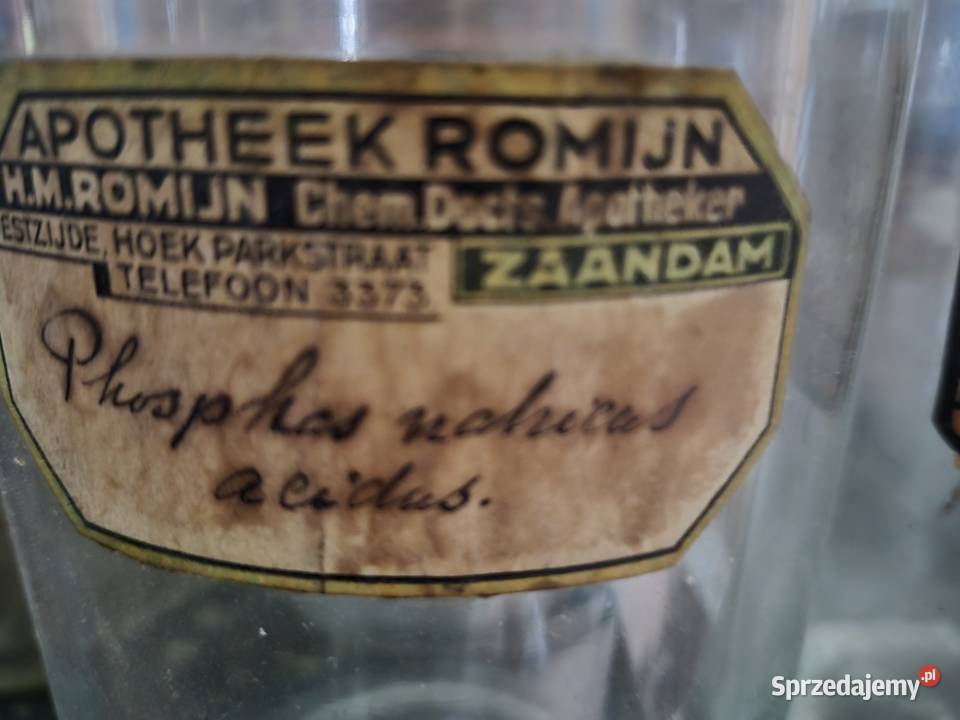 APOTHEEK ROMIJN
H.M.ROMIJN Chem.Docts. Apotheker
ESTZIJDE, HOEK PARKSTRAAT
TELEFOON 3373
ZAANDAM
Phosphas natricus
acidus.
Sprzedajemy.pl